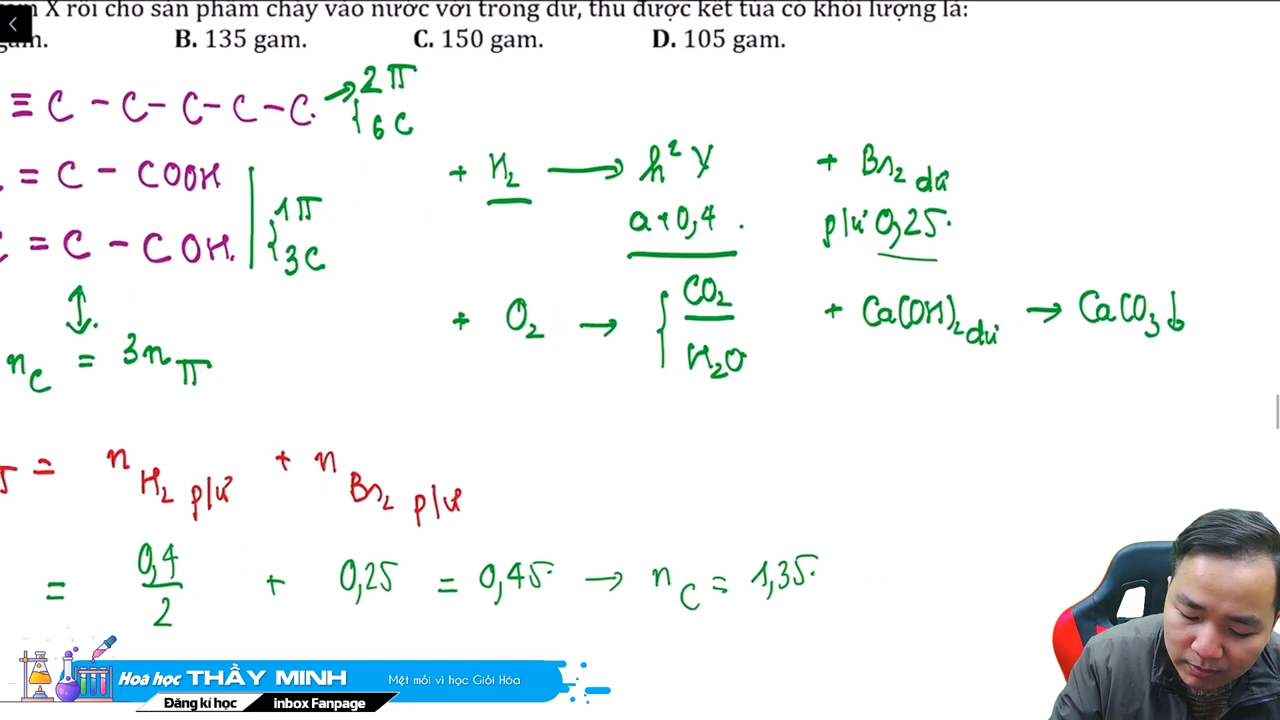 X rồi cho sản phẩm cháy vào nước vôi trong dư, thu được kết tủa có khối lượng là:
B. 135 gam. C. 150 gam. D. 105 gam.
≡ C - C - C - C - C. → 2π
6C
= C - COOH
= C - COH. 1π
3C
+ H2 → h² Y + Br2 dư
a + 0,4. p/ư 0,25.
+ O2 → CO2 + Ca(OH)2 dư → CaCO3↓
H2O
nC = 3nπ
= nH2 p/ư + nBr2 p/ư
= 0,4/2 + 0,25 = 0,45. → nC = 1,35.
Hoá học THẦY MINH Mệt mỏi vì học Giỏi Hóa
Đăng kí học inbox Fanpage